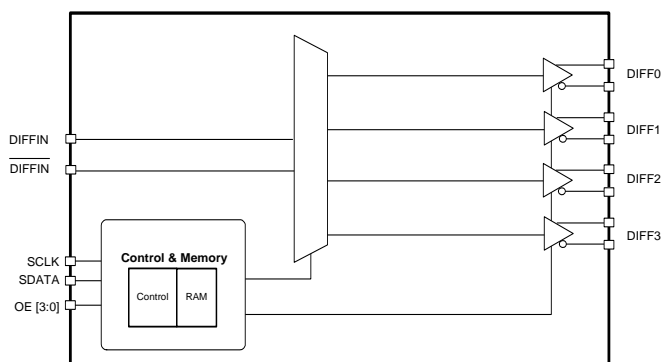 DIFF0
DIFF1
DIFFIN
DIFFIN
DIFF2
DIFF3
SCLK
SDATA
OE [3:0]
Control & Memory
Control
RAM